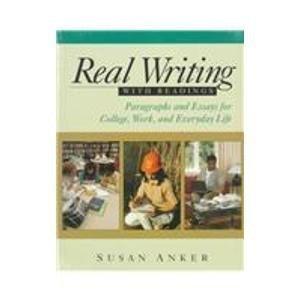 Real Writing
WITH READINGS
Paragraphs and Essays for
College, Work, and Everyday Life
SUSAN ANKER